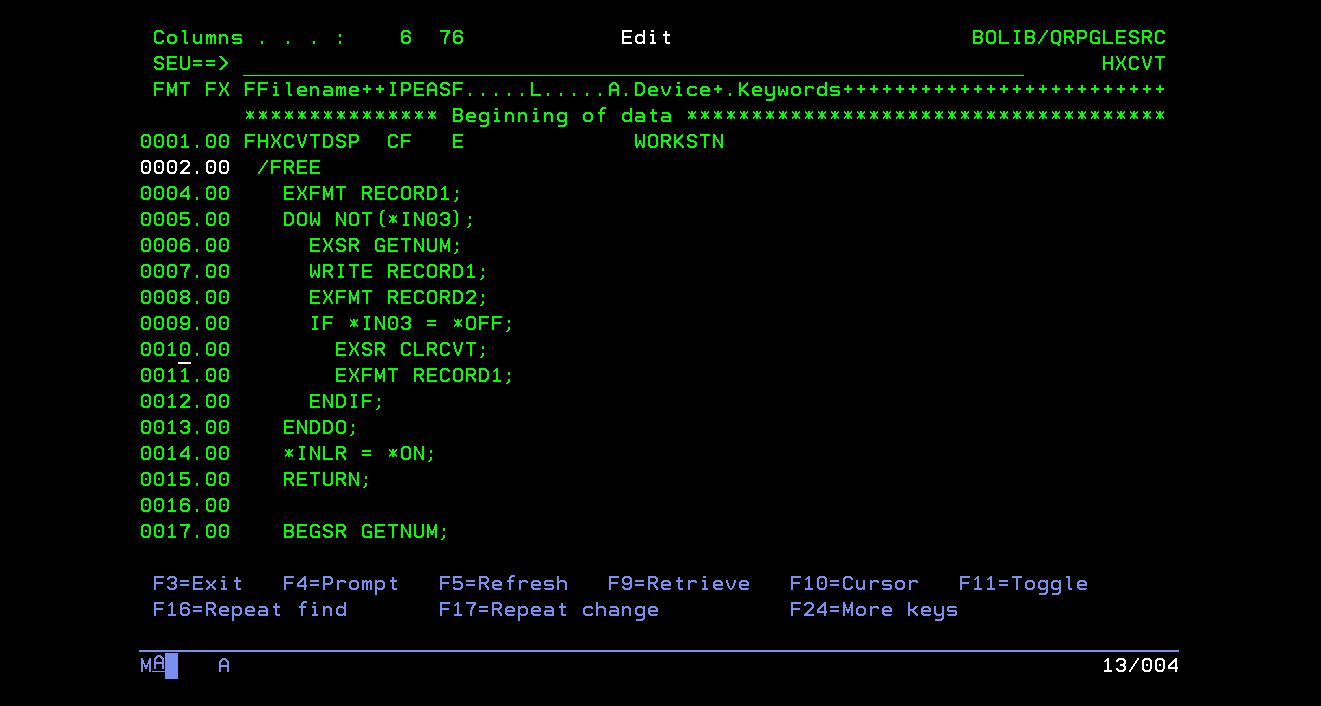 Columns . . . :    6  76            Edit                       BOLIB/QRPGLESRC
SEU==> ____________________________________________________________      HXCVT
FMT FX FFilename++IPEASF.....L.....A.Device+.Keywords+++++++++++++++++++++++++
*************** Beginning of data *************************************
0001.00 FHXCVTDSP  CF   E             WORKSTN
0002.00  /FREE
0004.00    EXFMT RECORD1;
0005.00    DOW NOT(*IN03);
0006.00      EXSR GETNUM;
0007.00      WRITE RECORD1;
0008.00      EXFMT RECORD2;
0009.00      IF *IN03 = *OFF;
0010.00        EXSR CLRCVT;
0011.00        EXFMT RECORD1;
0012.00      ENDIF;
0013.00    ENDDO;
0014.00    *INLR = *ON;
0015.00    RETURN;
0016.00
0017.00    BEGSR GETNUM;
F3=Exit   F4=Prompt   F5=Refresh   F9=Retrieve   F10=Cursor   F11=Toggle
F16=Repeat find       F17=Repeat change          F24=More keys
MA    A                                                                   13/004